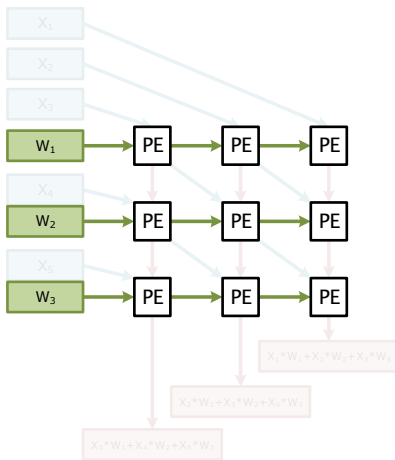 X₁
X₂
X₃
W₁ PE PE PE
X₄
W₂ PE PE PE
X₅
W₃ PE PE PE
X₁*W₁+X₂*W₂+X₃*W₃
X₂*W₁+X₃*W₂+X₄*W₃
X₃*W₁+X₄*W₂+X₅*W₃